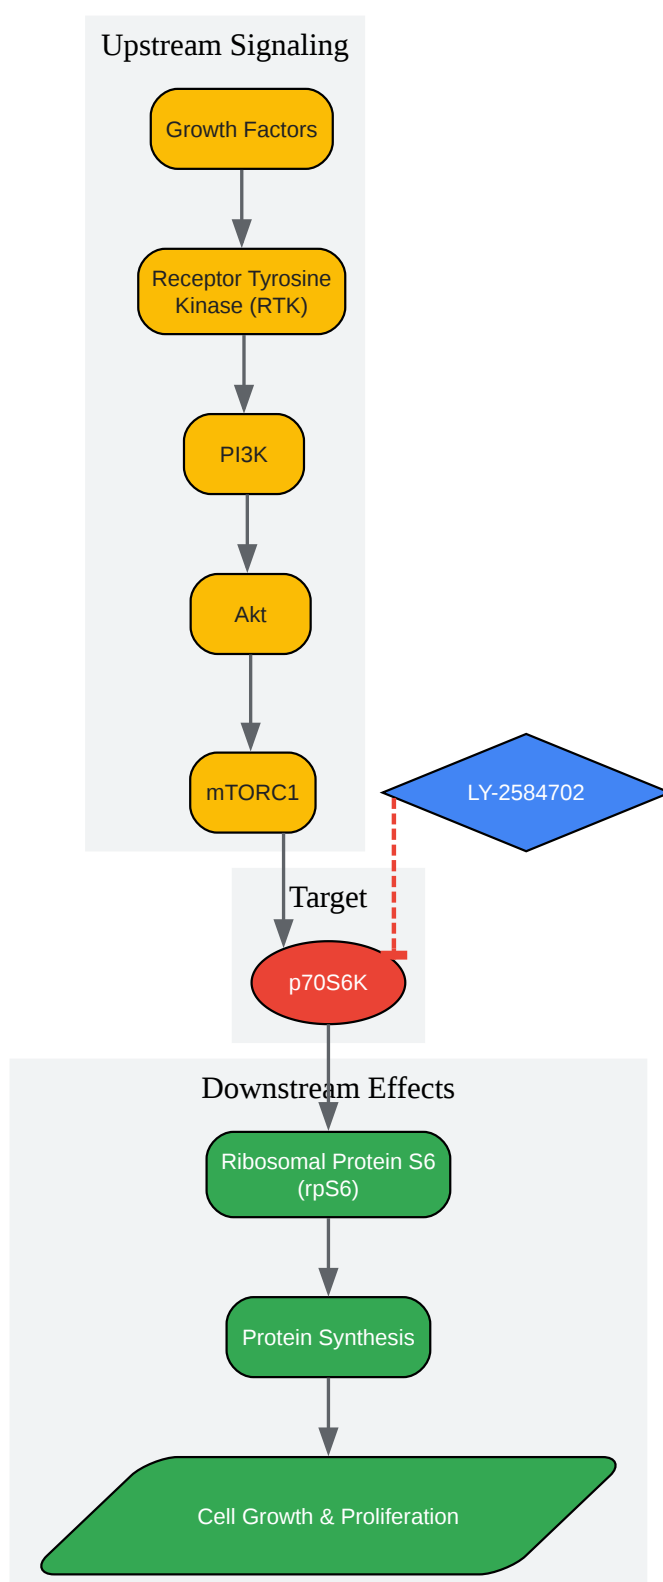 Upstream Signaling
Growth Factors
Receptor Tyrosine
Kinase (RTK)
PI3K
Akt
mTORC1
LY-2584702
Target
p70S6K
Downstream Effects
Ribosomal Protein S6
(rpS6)
Protein Synthesis
Cell Growth & Proliferation